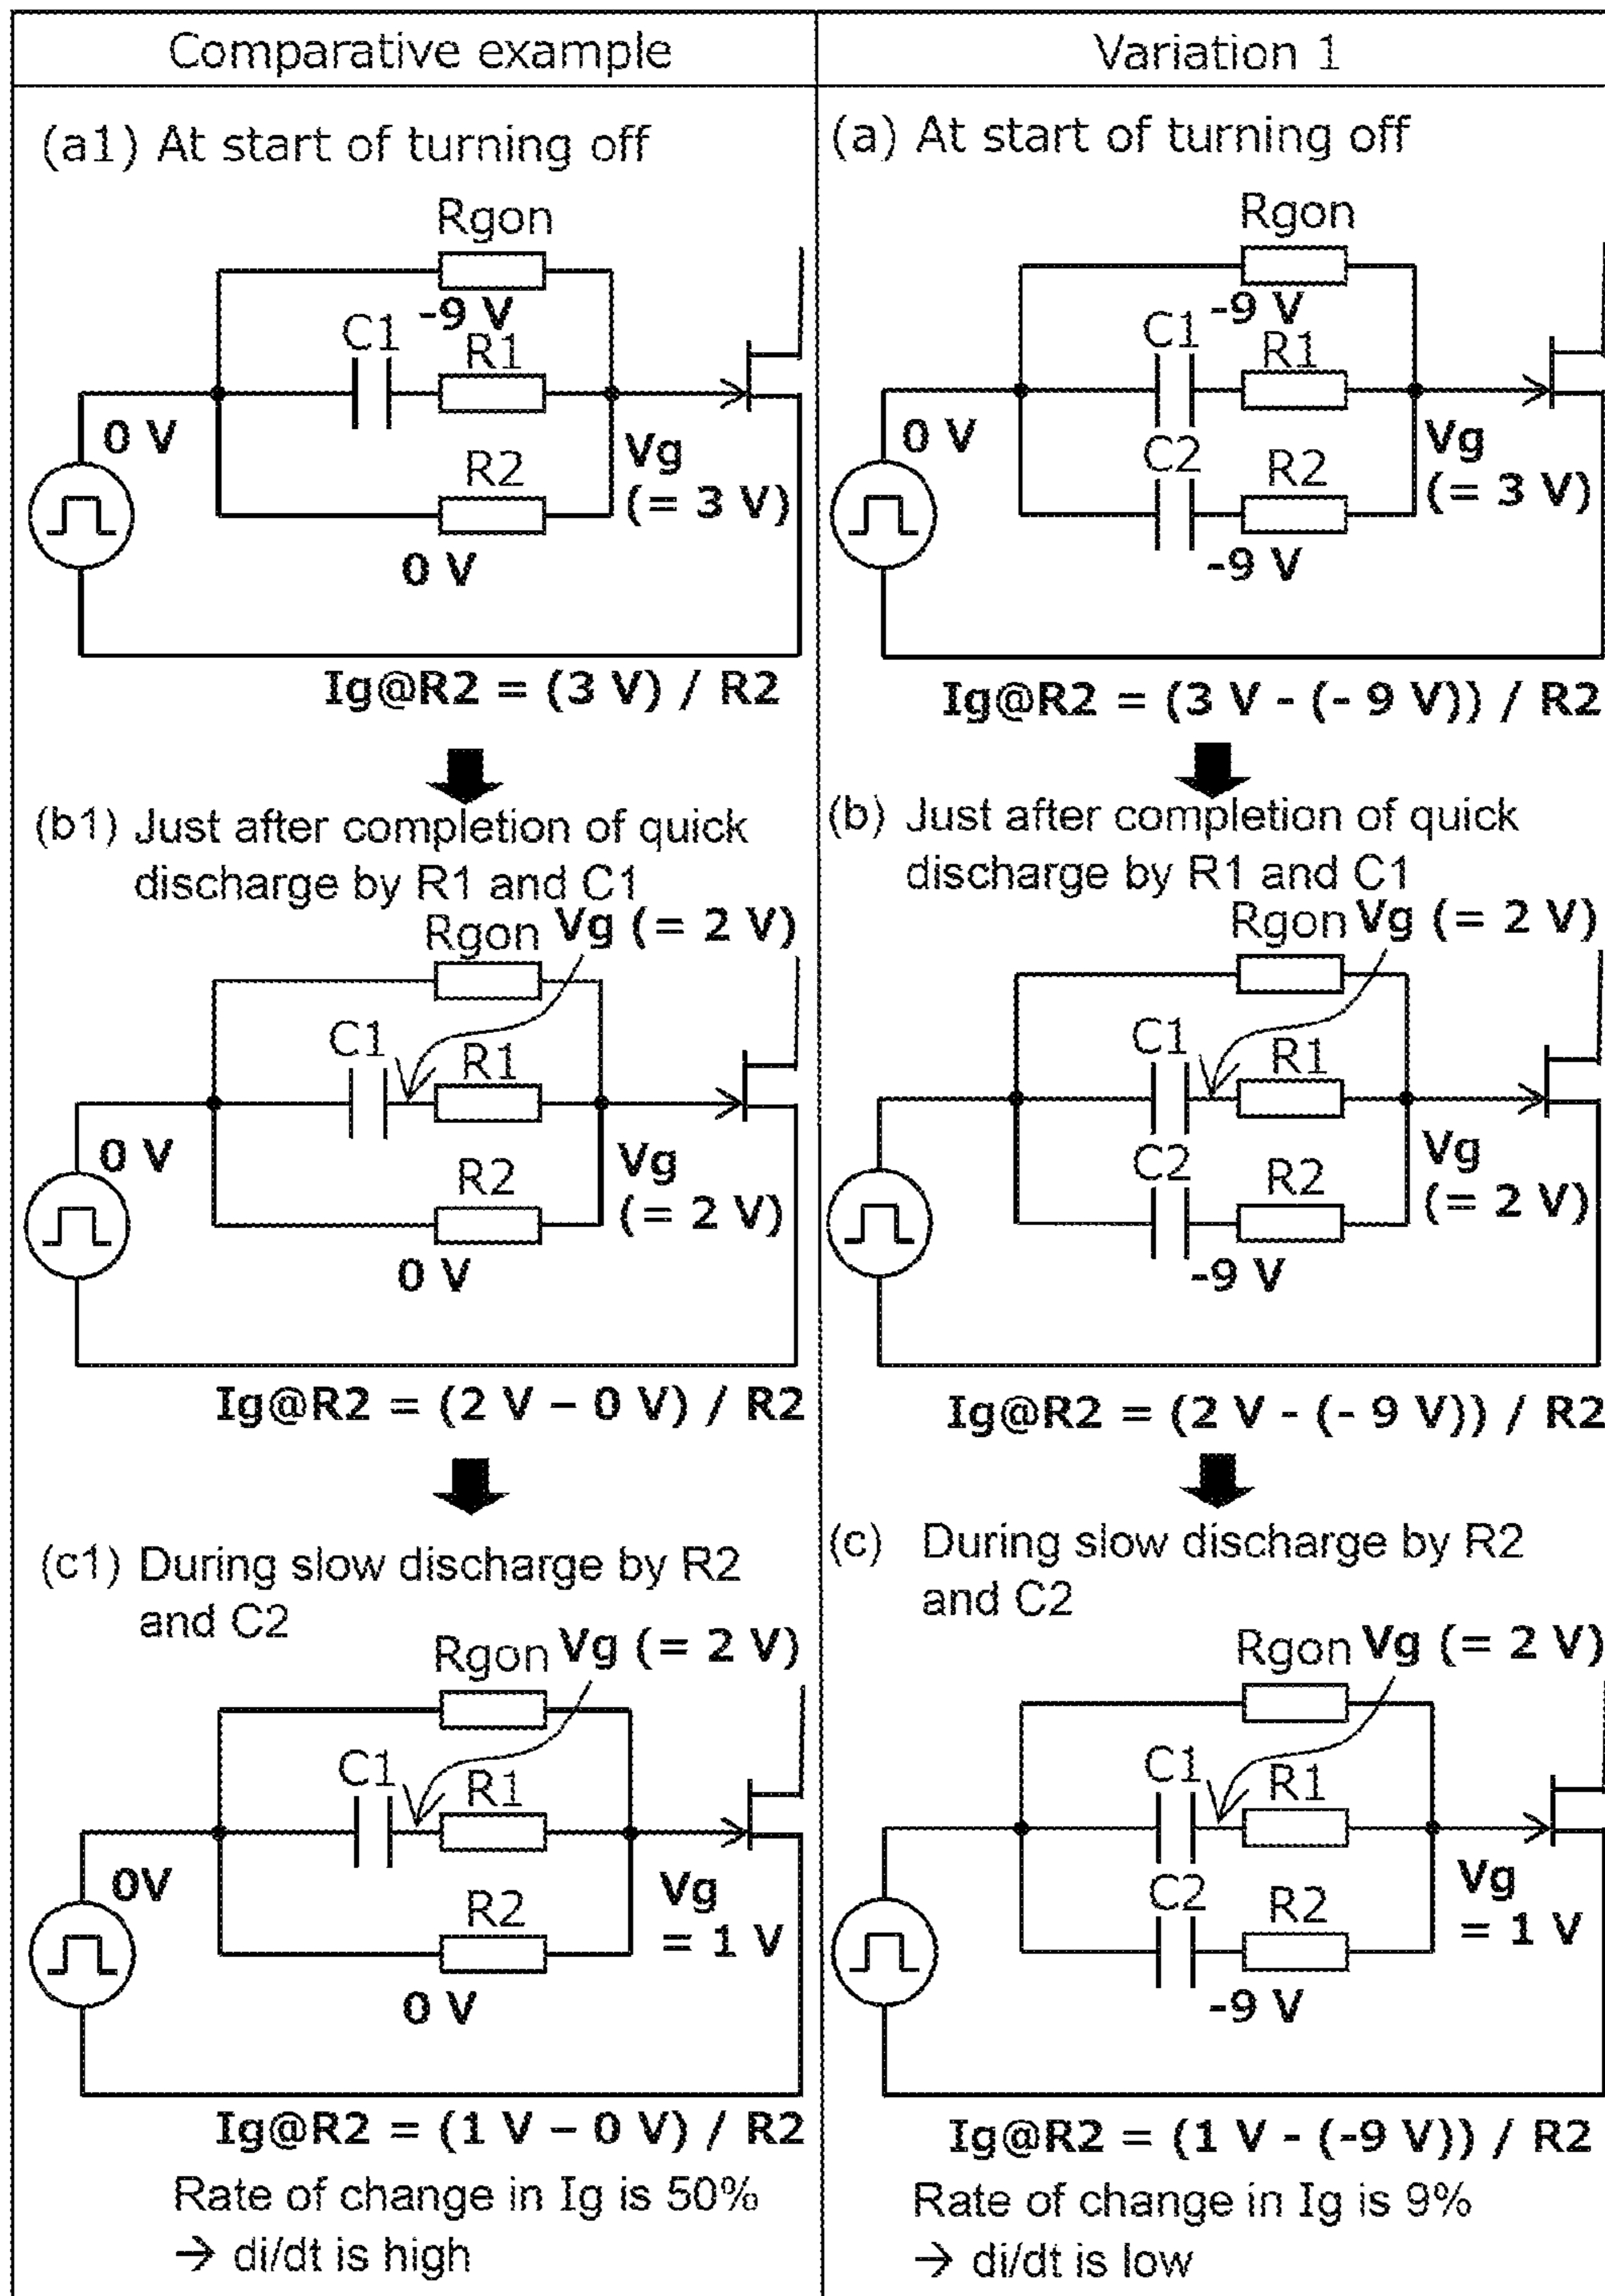 Comparative example
(a1) At start of turning off
Rgon
-9 V
C1
R1
0 V
Vg
(= 3 V)
R2
0 V
Ig@R2 = (3 V) / R2
(b1) Just after completion of quick
discharge by R1 and C1
Rgon Vg (= 2 V)
C1
R1
0 V
Vg
(= 2 V)
R2
0 V
Ig@R2 = (2 V – 0 V) / R2
(c1) During slow discharge by R2
and C2
Rgon Vg (= 2 V)
C1
R1
0V
Vg
= 1 V
R2
0 V
Ig@R2 = (1 V – 0 V) / R2
Rate of change in Ig is 50%
→ di/dt is high
Variation 1
(a) At start of turning off
Rgon
-9 V
C1
R1
0 V
Vg
(= 3 V)
C2
R2
-9 V
Ig@R2 = (3 V - (- 9 V)) / R2
(b) Just after completion of quick
discharge by R1 and C1
Rgon Vg (= 2 V)
C1
R1
Vg
(= 2 V)
C2
R2
-9 V
Ig@R2 = (2 V - (- 9 V)) / R2
(c) During slow discharge by R2
and C2
Rgon Vg (= 2 V)
C1
R1
Vg
= 1 V
C2
R2
-9 V
Ig@R2 = (1 V - (-9 V)) / R2
Rate of change in Ig is 9%
→ di/dt is low